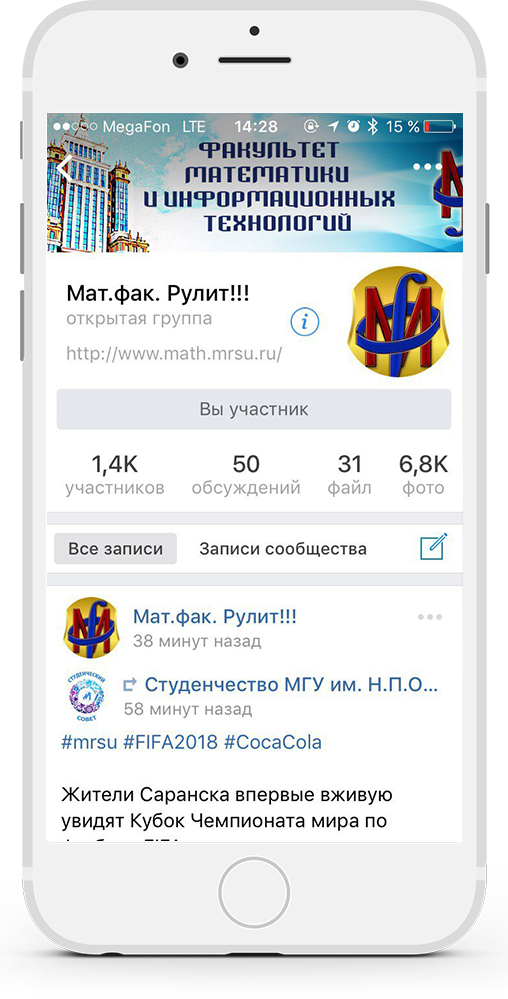 MegaFon LTE 14:28 15 %
ФАКУЛЬТЕТ
МАТЕМАТИКИ
И ИНФОРМАЦИОННЫХ
ТЕХНОЛОГИЙ
Мат.фак. Рулит!!!
открытая группа
http://www.math.mrsu.ru/
Вы участник
1,4K 50 31 6,8K
участников обсуждений файл фото
Все записи Записи сообщества
Мат.фак. Рулит!!!
38 минут назад
СТУДЕНЧЕСКИЙ
СОВЕТ
Студенчество МГУ им. Н.П.О...
58 минут назад
#mrsu #FIFA2018 #CocaCola
Жители Саранска впервые вживую
увидят Кубок Чемпионата мира по